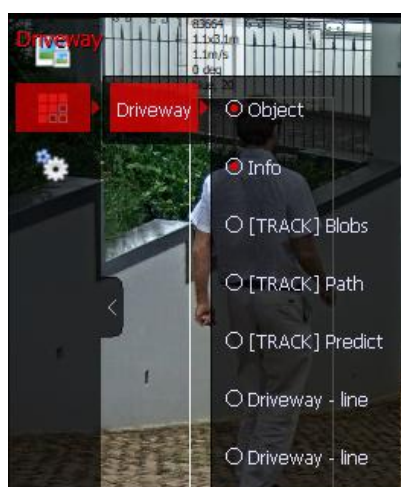 Driveway
83664
1.1x3.1m
1.1m/s
0 deg
20
Driveway
Object
Info
[TRACK] Blobs
[TRACK] Path
[TRACK] Predict
Driveway - line
Driveway - line